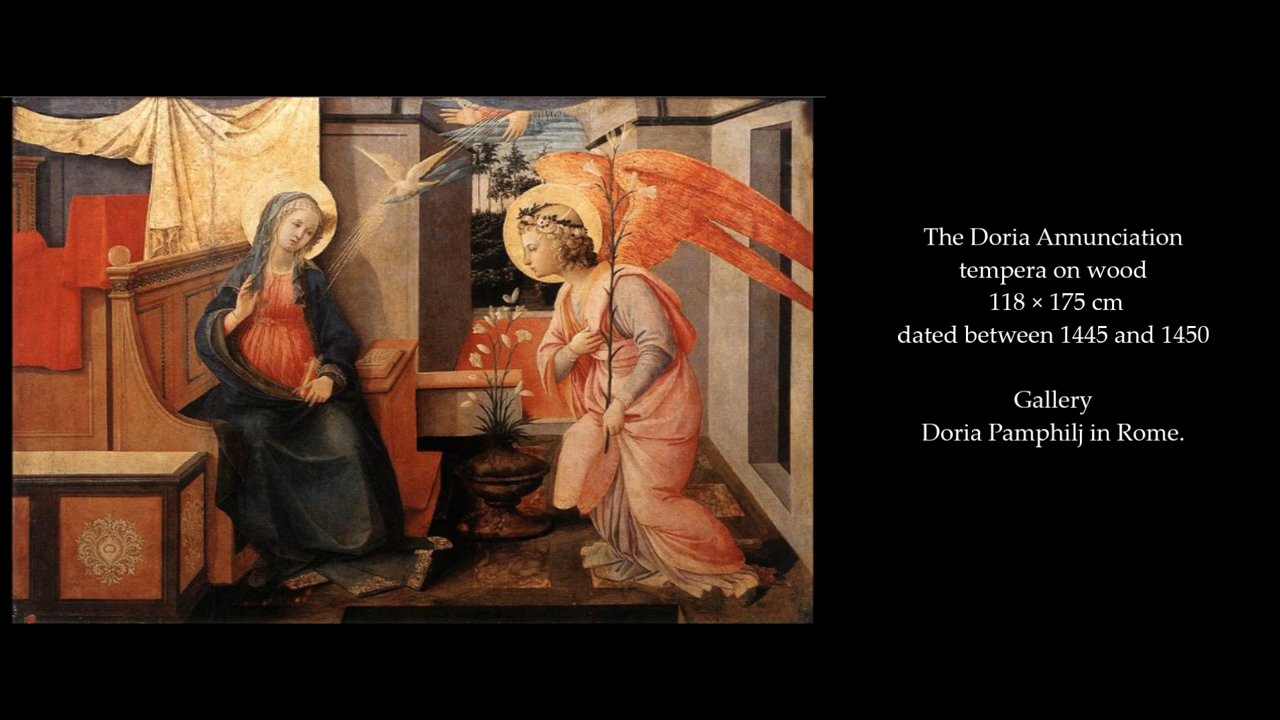 The Doria Annunciation
tempera on wood
118 × 175 cm
dated between 1445 and 1450
Gallery
Doria Pamphilj in Rome.